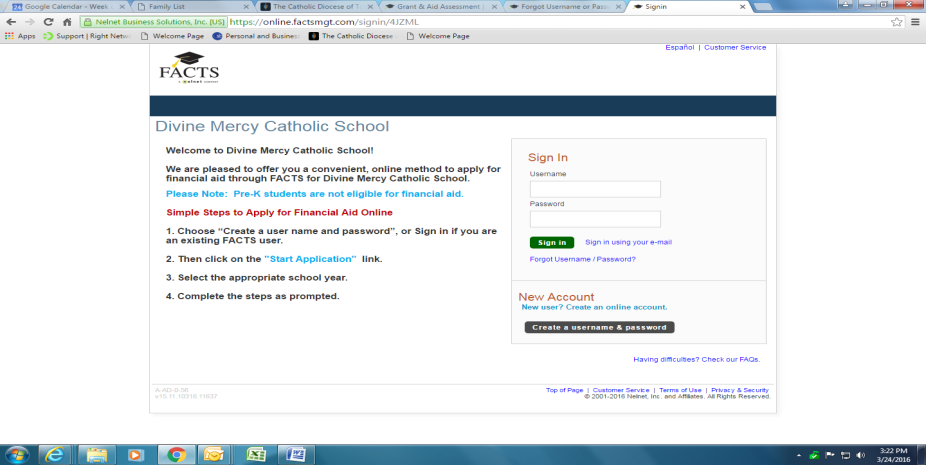 Google Calendar - Week
Family List
The Catholic Diocese of T
Grant & Aid Assessment
Forgot Username or Pass
Signin
Nelnet Business Solutions, Inc. [US] https://online.factsmgt.com/signin/4JZML
Apps Support | Right Netw Welcome Page Personal and Busines The Catholic Diocese Welcome Page
Español | Customer Service
FACTS
Divine Mercy Catholic School
Welcome to Divine Mercy Catholic School!
We are pleased to offer you a convenient, online method to apply for
financial aid through FACTS for Divine Mercy Catholic School.
Please Note: Pre-K students are not eligible for financial aid.
Simple Steps to Apply for Financial Aid Online
1. Choose “Create a user name and password”, or Sign in if you are
an existing FACTS user.
2. Then click on the "Start Application" link.
3. Select the appropriate school year.
4. Complete the steps as prompted.
Sign In
Username
Password
Sign in Sign in using your e-mail
Forgot Username / Password?
New Account
New user? Create an online account.
Create a username & password
Having difficulties? Check our FAQs.
Top of Page | Customer Service | Terms of Use | Privacy & Security
© 2001-2016 Nelnet, Inc. and Affiliates. All Rights Reserved.
3:22 PM
3/24/2016